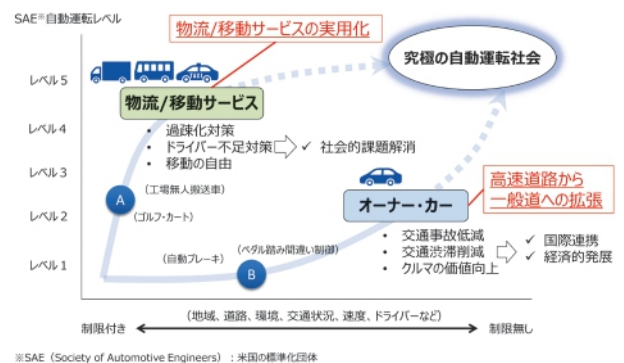 SAE※自動運転レベル
物流/移動サービスの実用化
究極の自動運転社会
レベル5
物流/移動サービス
レベル4
• 過疎化対策
• ドライバー不足対策
• 移動の自由
✓ 社会的課題解消
レベル3
高速道路から
一般道への拡張
A
(工場無人搬送車)
オーナー・カー
レベル2
(ゴルフ・カート)
• 交通事故低減
• 交通渋滞削減
• クルマの価値向上
✓ 国際連携
✓ 経済的発展
(ペダル踏み間違い制御)
(自動ブレーキ)
レベル1
B
(地域、道路、環境、交通状況、速度、ドライバーなど)
制限付き
制限無し
※SAE(Society of Automotive Engineers):米国の標準化団体